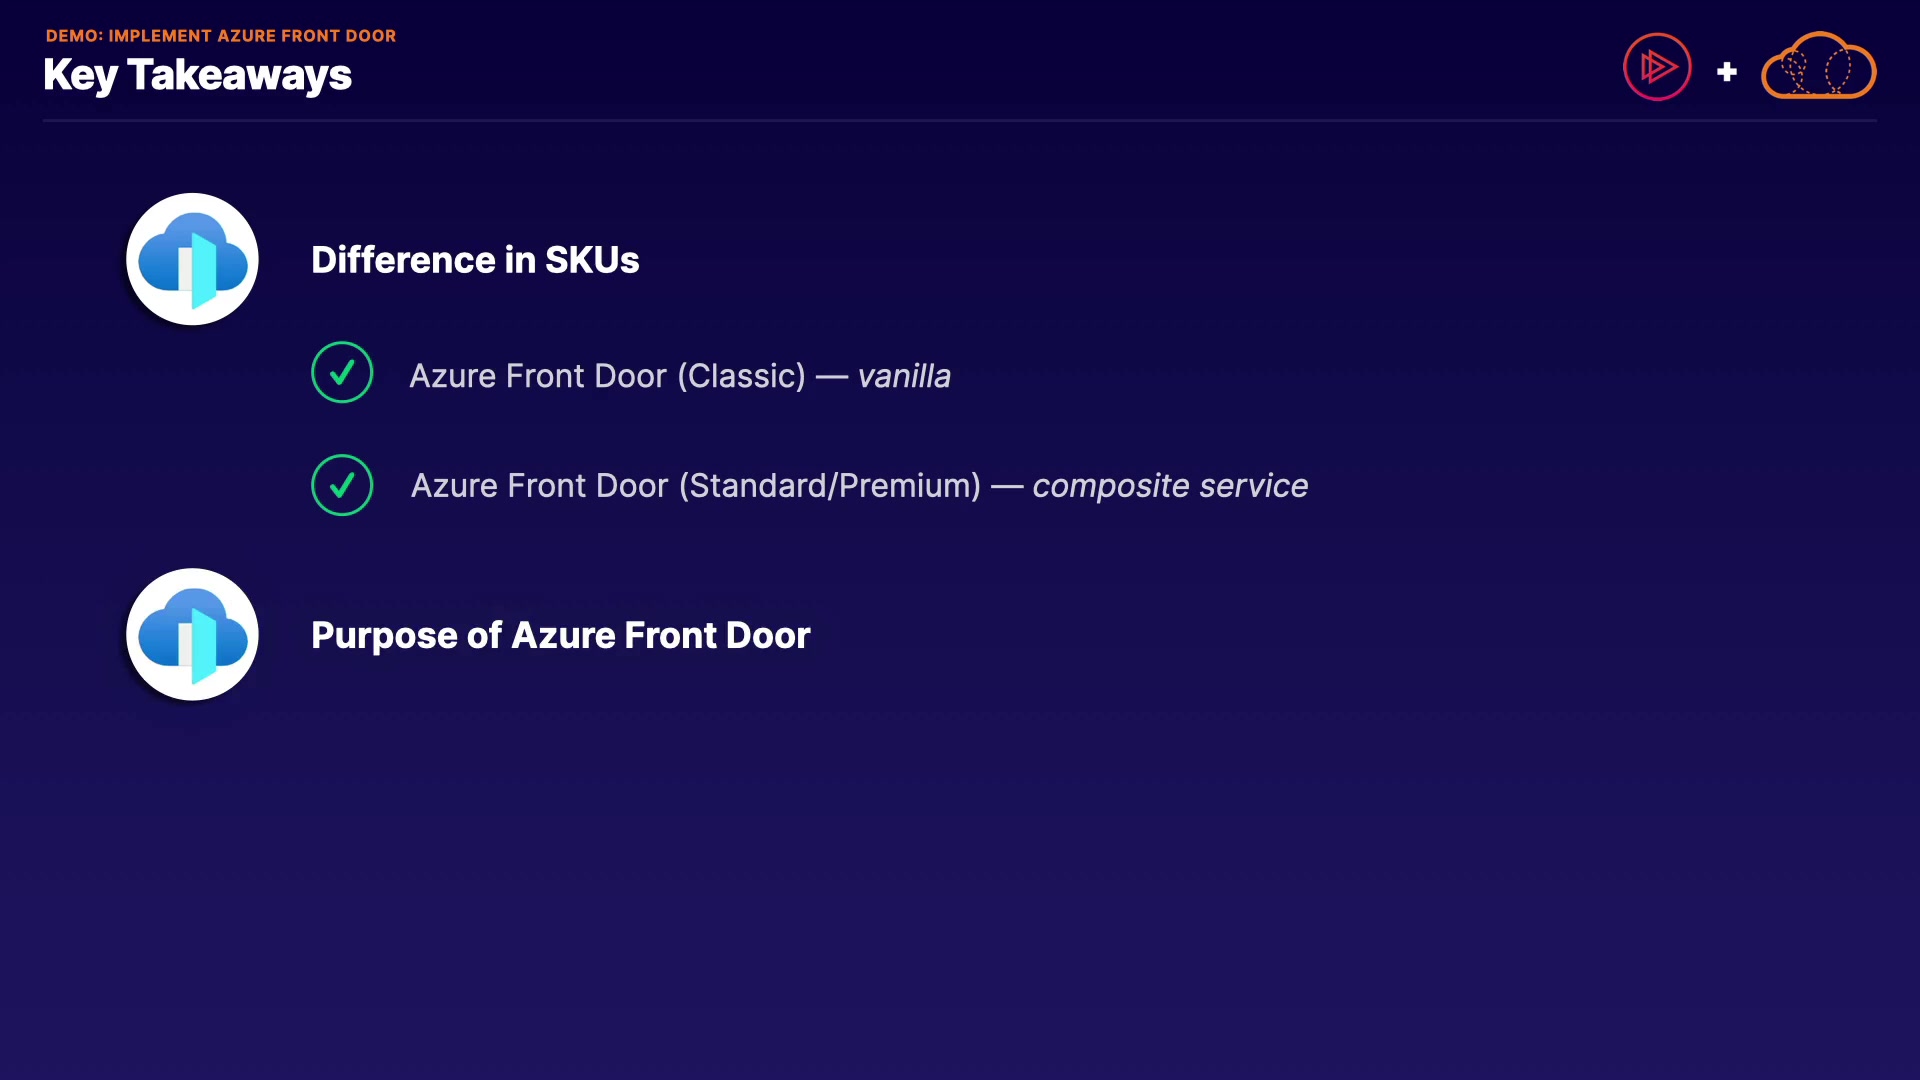 DEMO: IMPLEMENT AZURE FRONT DOOR
Key Takeaways
+
Difference in SKUs
Azure Front Door (Classic) — vanilla
Azure Front Door (Standard/Premium) — composite service
Purpose of Azure Front Door